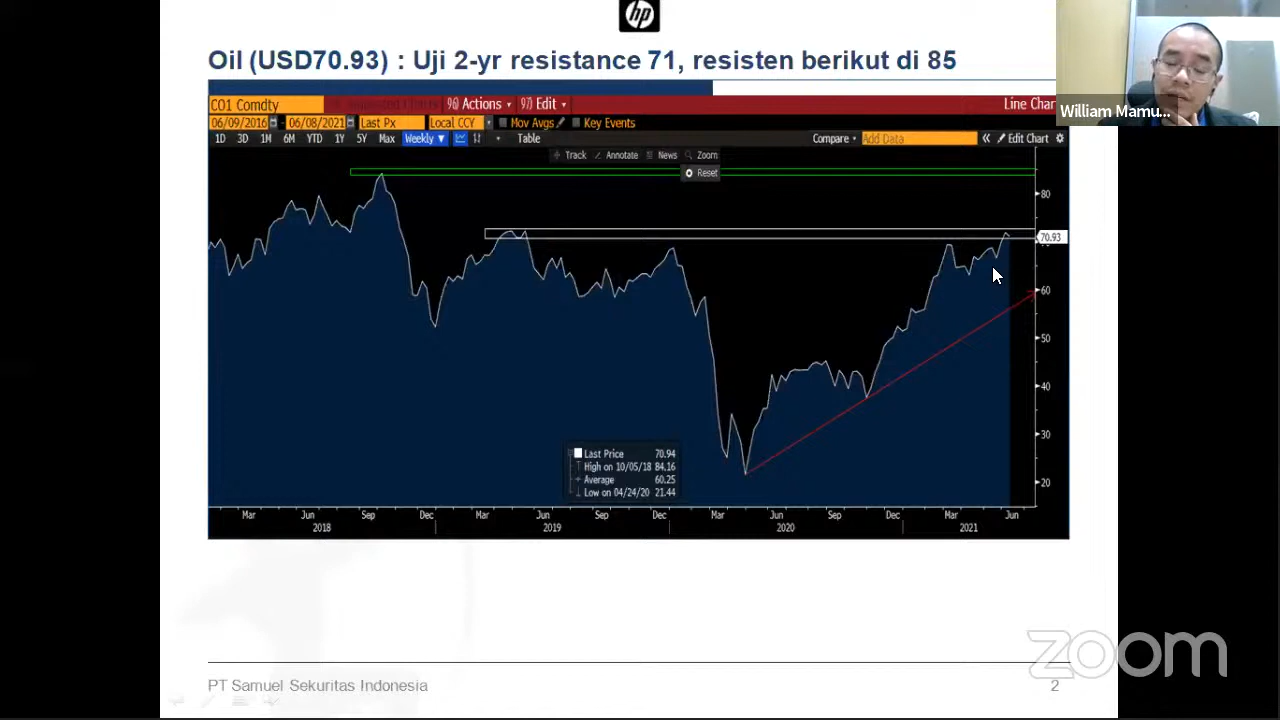 hp
Oil (USD70.93) : Uji 2-yr resistance 71, resisten berikut di 85
William Mamu...
CO1 Comdty
98) Actions
97) Edit
Line Char
06/09/2016 - 06/08/2021 Last Px Local CCY Mov Avgs Key Events
1D 3D 1M 6M YTD 1Y 5Y Max Weekly ▼ Table Compare Add Data « Edit Chart
Track Annotate News Zoom
Reset
80
70.93
60
50
40
30
20
Last Price 70.94
High on 10/05/18 84.16
Average 60.25
Low on 04/24/20 21.44
Mar Jun Sep Dec Mar Jun Sep Dec Mar Jun Sep Dec Mar Jun
2018 2019 2020 2021
zoom
PT Samuel Sekuritas Indonesia 2